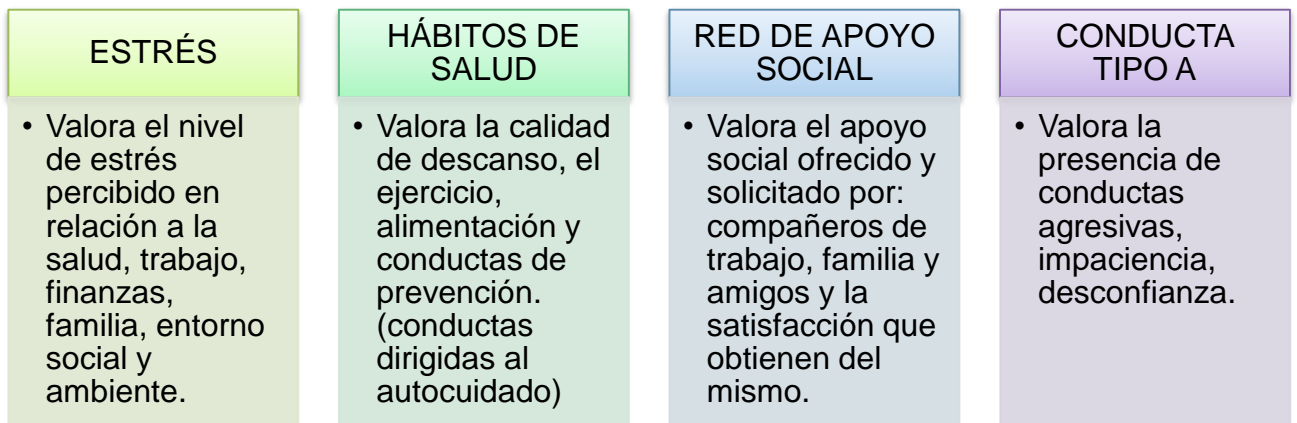 ESTRÉS
• Valora el nivel
de estrés
percibido en
relación a la
salud, trabajo,
finanzas,
familia, entorno
social y
ambiente.
HÁBITOS DE
SALUD
• Valora la calidad
de descanso, el
ejercicio,
alimentación y
conductas de
prevención.
(conductas
dirigidas al
autocuidado)
RED DE APOYO
SOCIAL
• Valora el apoyo
social ofrecido y
solicitado por:
compañeros de
trabajo, familia y
amigos y la
satisfacción que
obtienen del
mismo.
CONDUCTA
TIPO A
• Valora la
presencia de
conductas
agresivas,
impaciencia,
desconfianza.